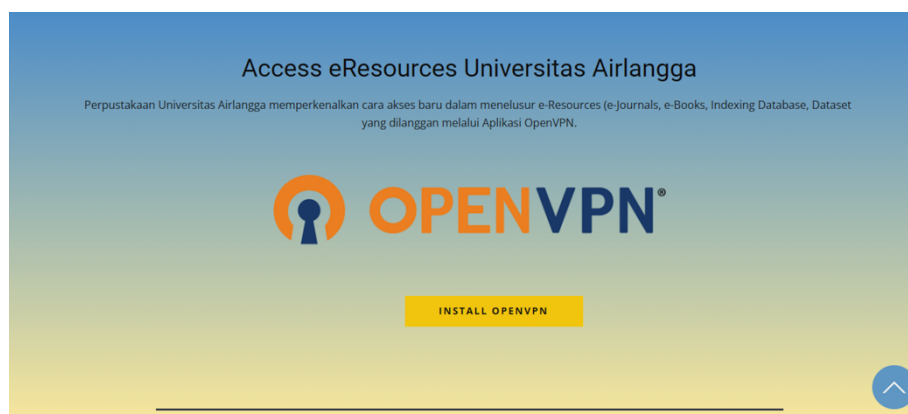 Access eResources Universitas Airlangga
Perpustakaan Universitas Airlangga memperkenalkan cara akses baru dalam menelusur e-Resources (e-Journals, e-Books, Indexing Database, Dataset
yang dilanggan melalui Aplikasi OpenVPN.
OPENVPN®
INSTALL OPENVPN